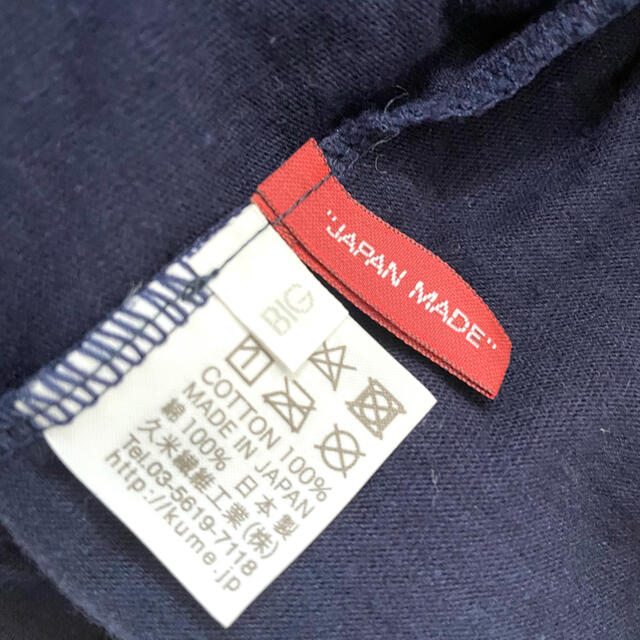 "JAPAN MADE"
BIG
COTTON 100%
MADE IN JAPAN
綿 100% 日本製
久米繊維工業(株)
Tel.03-5619-7118
http://kume.jp